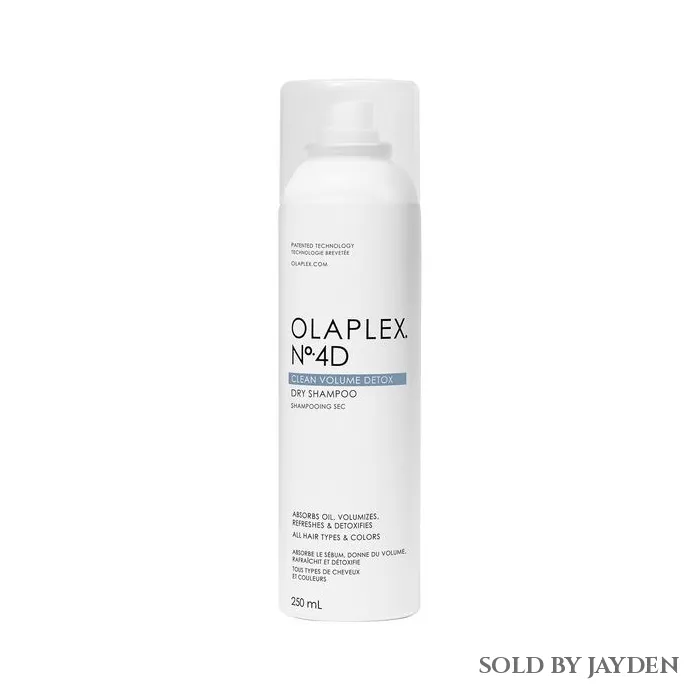 PATENTED TECHNOLOGY
TECHNOLOGIE BREVETÉE
OLAPLEX.COM
OLAPLEX.
Nº.4D
CLEAN VOLUME DETOX
DRY SHAMPOO
SHAMPOOING SEC
ABSORBS OIL, VOLUMIZES,
REFRESHES & DETOXIFIES
ALL HAIR TYPES & COLORS
ABSORBE LE SÉBUM, DONNE DU VOLUME,
RAFRAÎCHIT ET DÉTOXIFIE
TOUS TYPES DE CHEVEUX
ET COULEURS
250 mL
SOLD BY JAYDEN